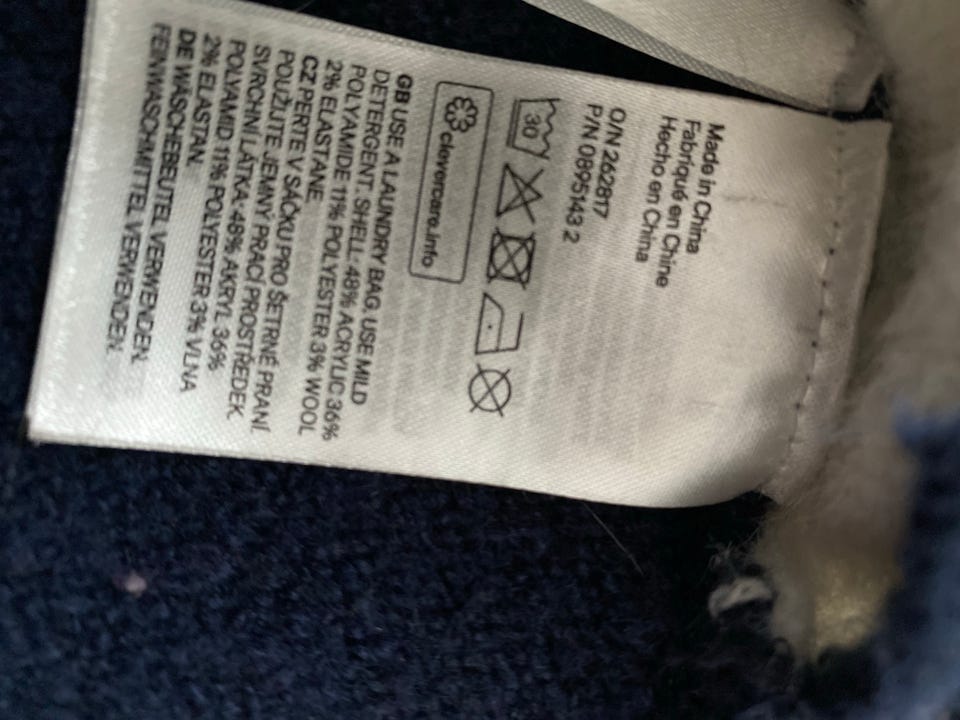 Made in China
Fabriqué en Chine
Hecho en China
O/N 262817
P/N 0895143 2
30
clevercare.info
GB USE A LAUNDRY BAG. USE MILD
DETERGENT. SHELL: 48% ACRYLIC 36%
POLYAMIDE 11% POLYESTER 3% WOOL
2% ELASTANE
CZ PERTE V SÁČKU PRO ŠETRNÉ PRANÍ.
POUŽIJTE JEMNÝ PRACÍ PROSTŘEDEK.
SVRCHNÍ LÁTKA-48% AKRYL 36%
POLYAMID 11% POLYESTER 3% VLNA
2% ELASTAN.
DE WÄSCHEBEUTEL VERWENDEN.
FEINWASCHMITTEL VERWENDEN.